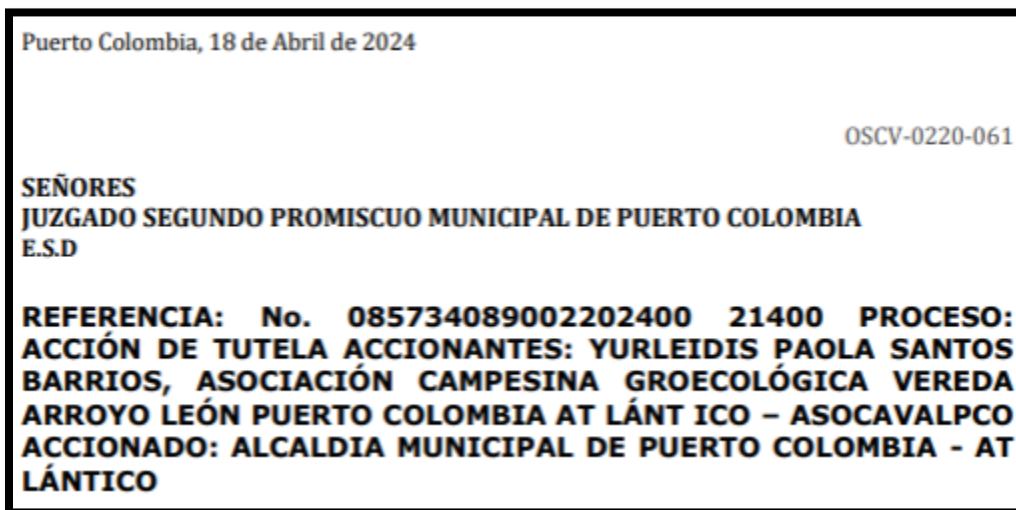 Puerto Colombia, 18 de Abril de 2024
OSCV-0220-061
SEÑORES
JUZGADO SEGUNDO PROMISCUO MUNICIPAL DE PUERTO COLOMBIA
E.S.D
REFERENCIA: No. 085734089002202400 21400 PROCESO:
ACCIÓN DE TUTELA ACCIONANTES: YURLEIDIS PAOLA SANTOS
BARRIOS, ASOCIACIÓN CAMPESINA GROECOLÓGICA VEREDA
ARROYO LEÓN PUERTO COLOMBIA AT LÁNT ICO – ASOCAVALPCO
ACCIONADO: ALCALDIA MUNICIPAL DE PUERTO COLOMBIA - AT
LÁNTICO